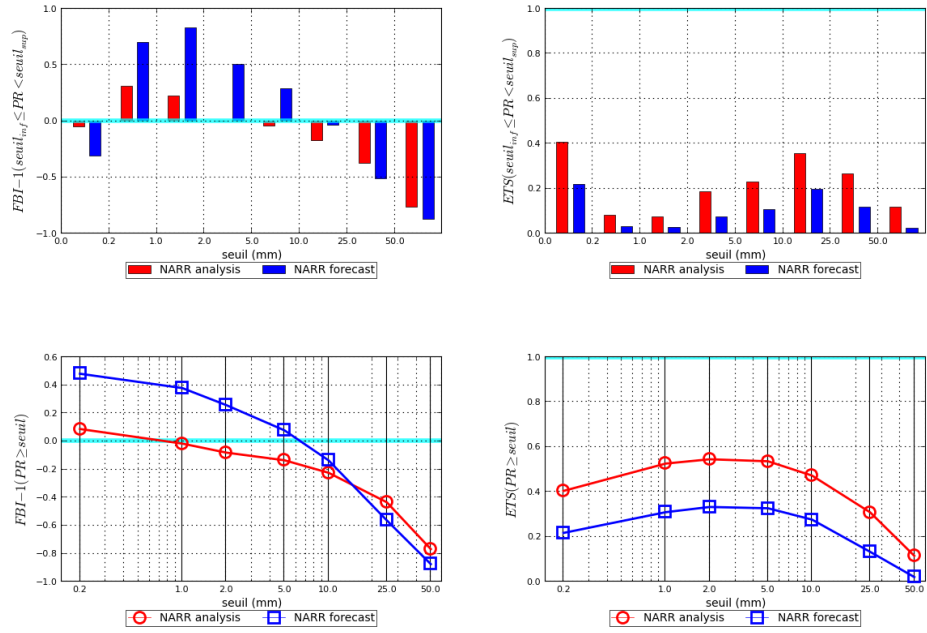 1.0
0.5
0.0
−0.5
−1.0
FBI−1(seuil_inf ≤PR <seuil_sup)
0.0 0.2 1.0 2.0 5.0 10.0 25.0 50.0
seuil (mm)
NARR analysis NARR forecast
1.0
0.8
0.6
0.4
0.2
0.0
ETS(seuil_inf ≤PR <seuil_sup)
0.0 0.2 1.0 2.0 5.0 10.0 25.0 50.0
seuil (mm)
NARR analysis NARR forecast
0.6
0.4
0.2
0.0
−0.2
−0.4
−0.6
−0.8
−1.0
FBI−1(PR ≥seuil)
0.2 1.0 2.0 5.0 10.0 25.0 50.0
seuil (mm)
NARR analysis NARR forecast
1.0
0.8
0.6
0.4
0.2
0.0
ETS(PR ≥seuil)
0.2 1.0 2.0 5.0 10.0 25.0 50.0
seuil (mm)
NARR analysis NARR forecast